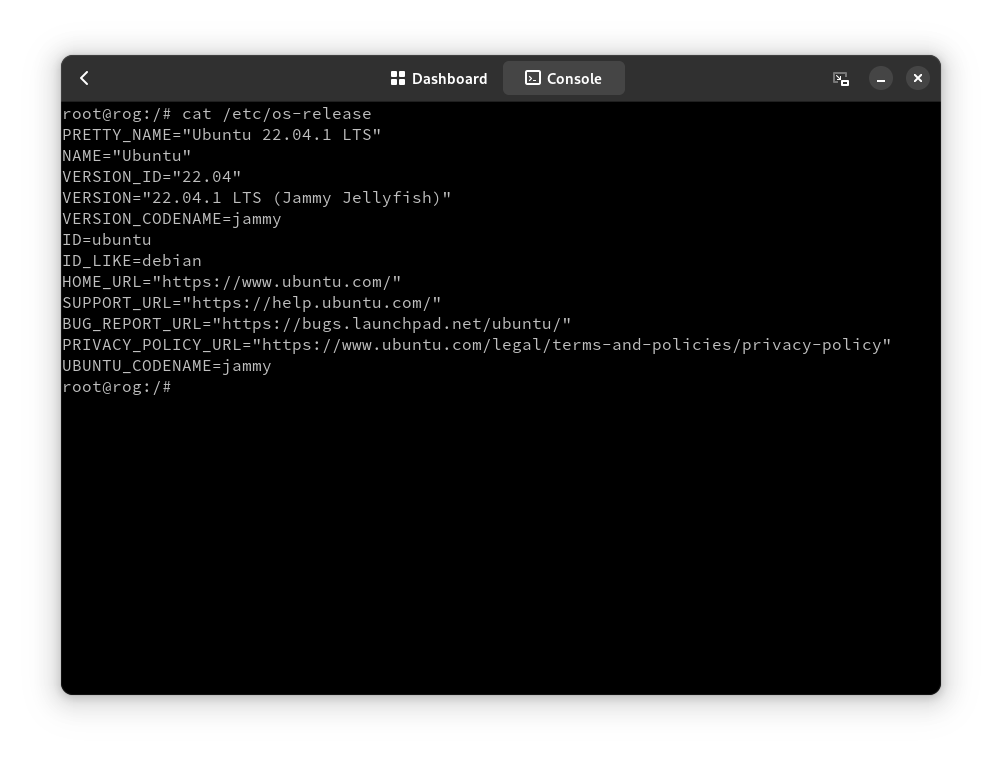 Dashboard Console
root@rog:/# cat /etc/os-release
PRETTY_NAME="Ubuntu 22.04.1 LTS"
NAME="Ubuntu"
VERSION_ID="22.04"
VERSION="22.04.1 LTS (Jammy Jellyfish)"
VERSION_CODENAME=jammy
ID=ubuntu
ID_LIKE=debian
HOME_URL="https://www.ubuntu.com/"
SUPPORT_URL="https://help.ubuntu.com/"
BUG_REPORT_URL="https://bugs.launchpad.net/ubuntu/"
PRIVACY_POLICY_URL="https://www.ubuntu.com/legal/terms-and-policies/privacy-policy"
UBUNTU_CODENAME=jammy
root@rog:/#